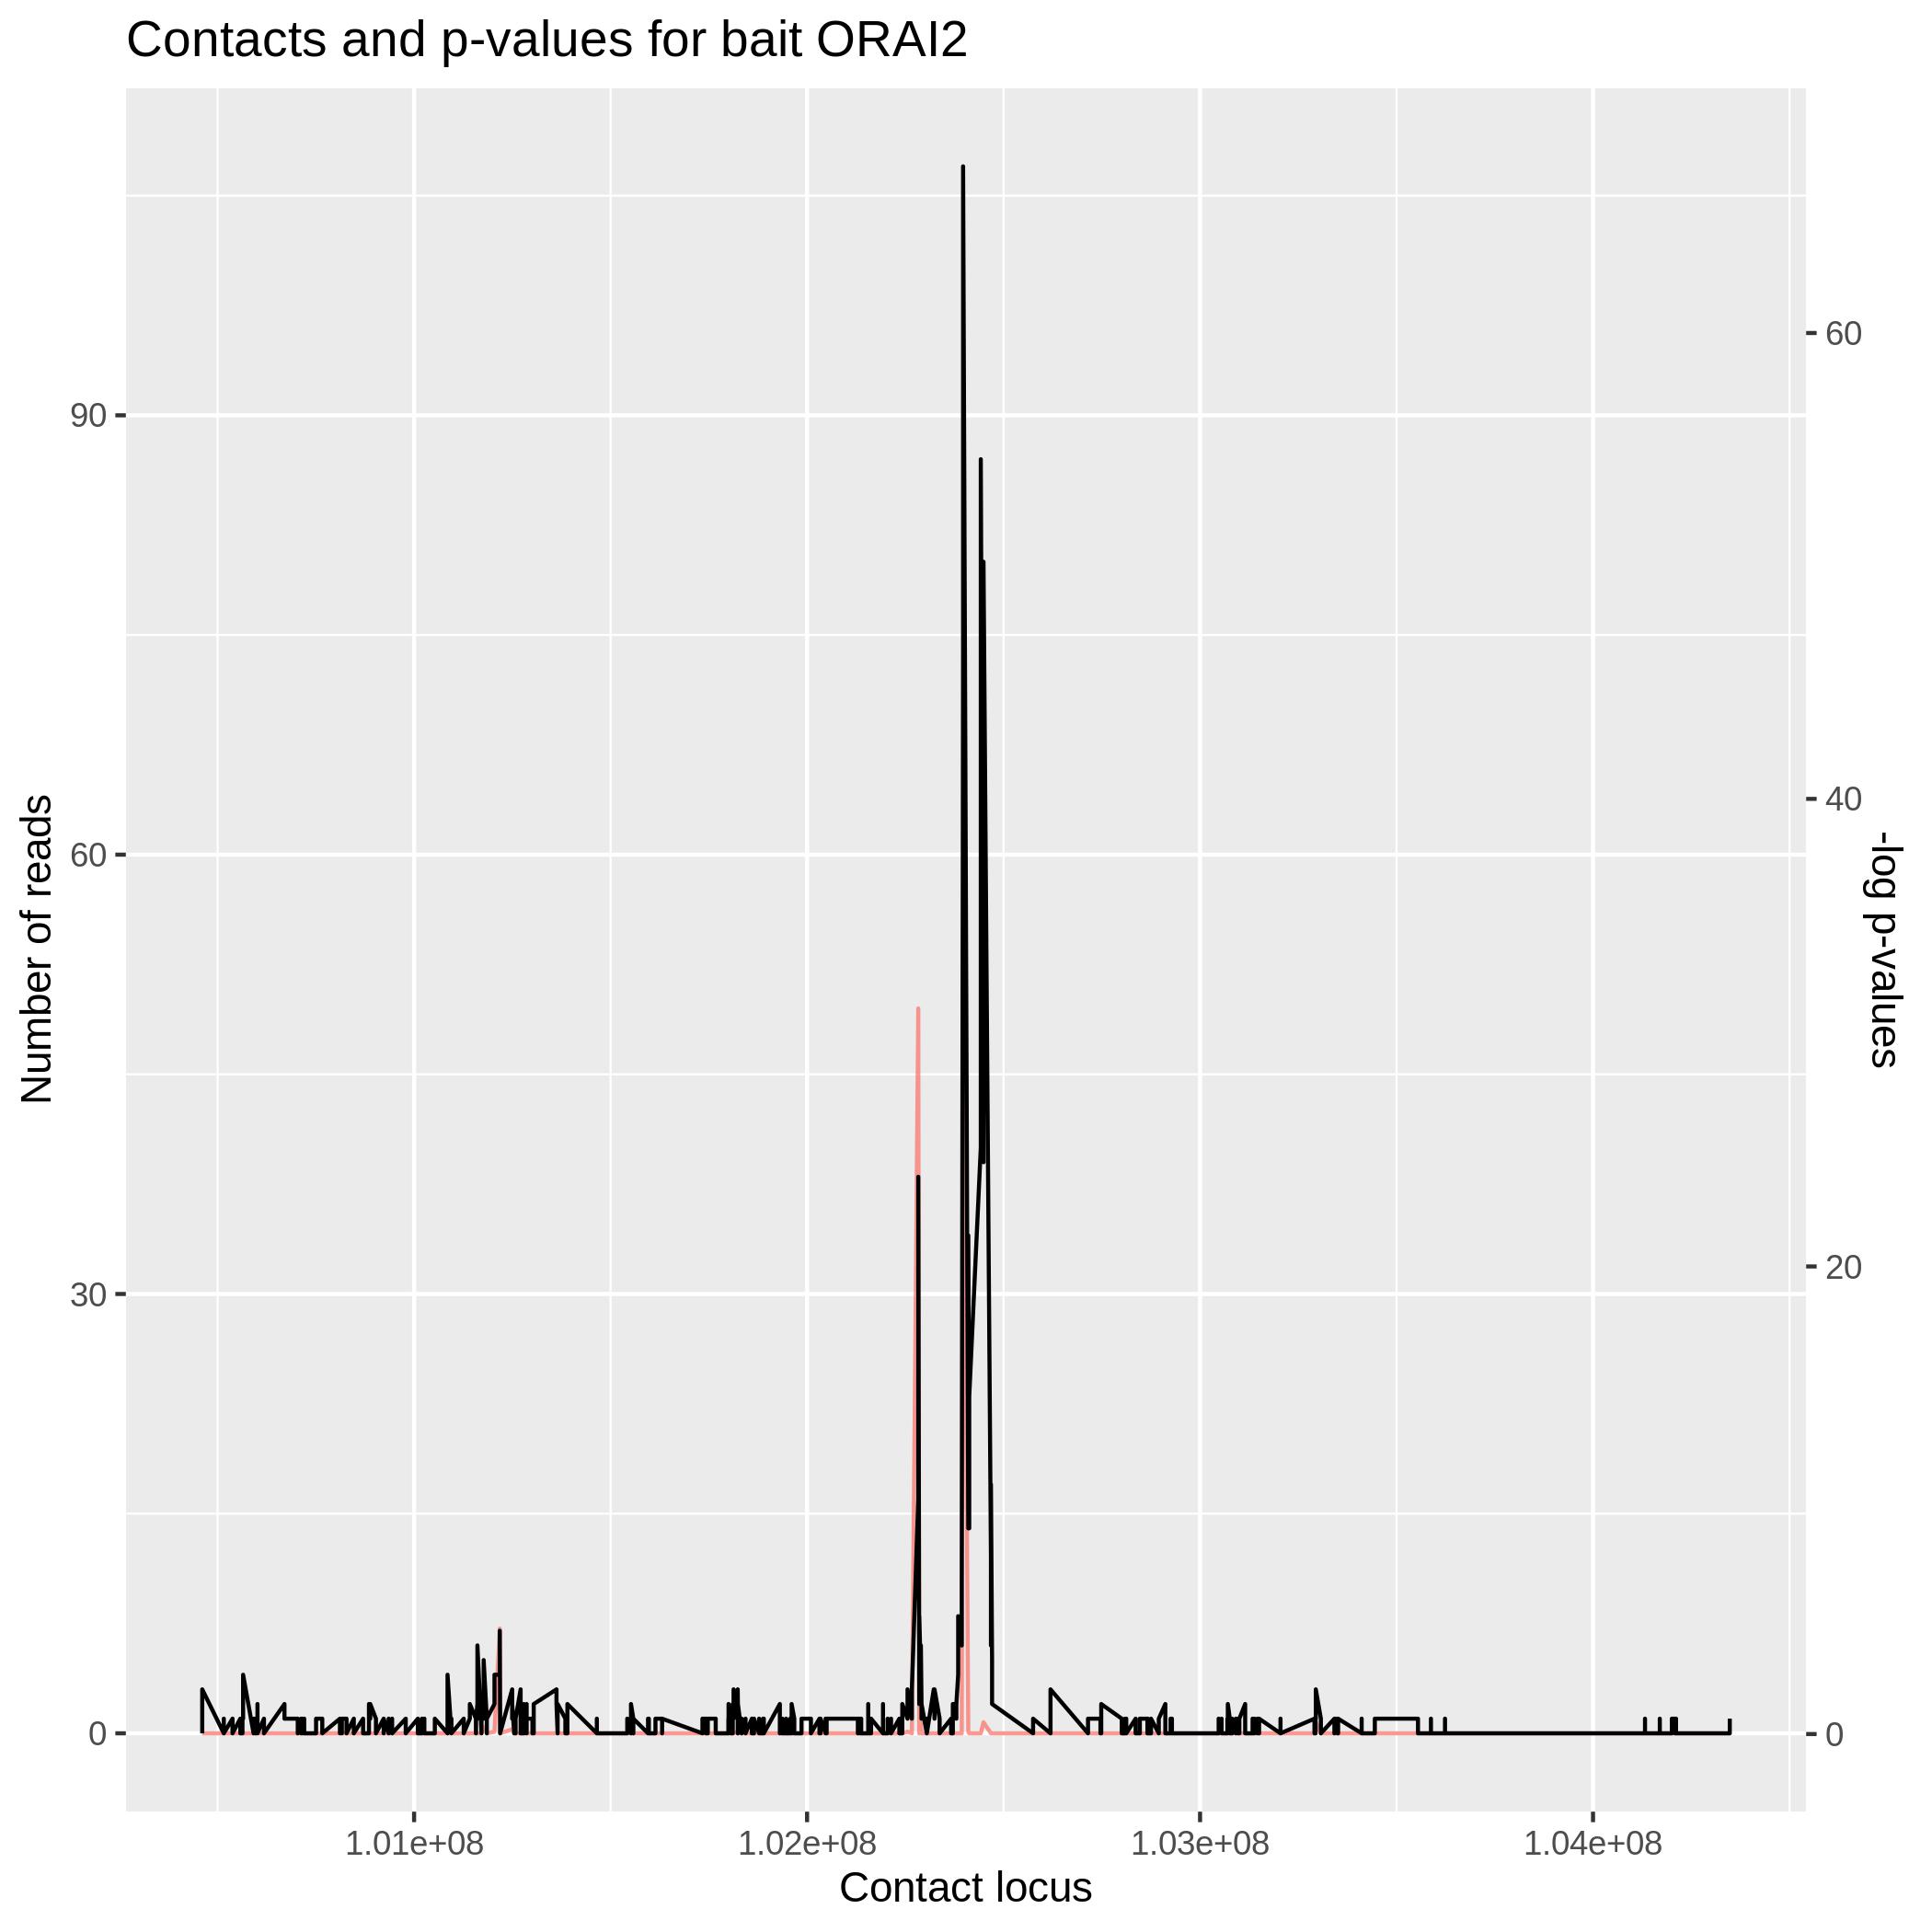 Contacts and p-values for bait ORAI2
Number of reads
90
60
30
0
60
40
20
0
-log p-values
1.01e+08
1.02e+08
1.03e+08
1.04e+08
Contact locus